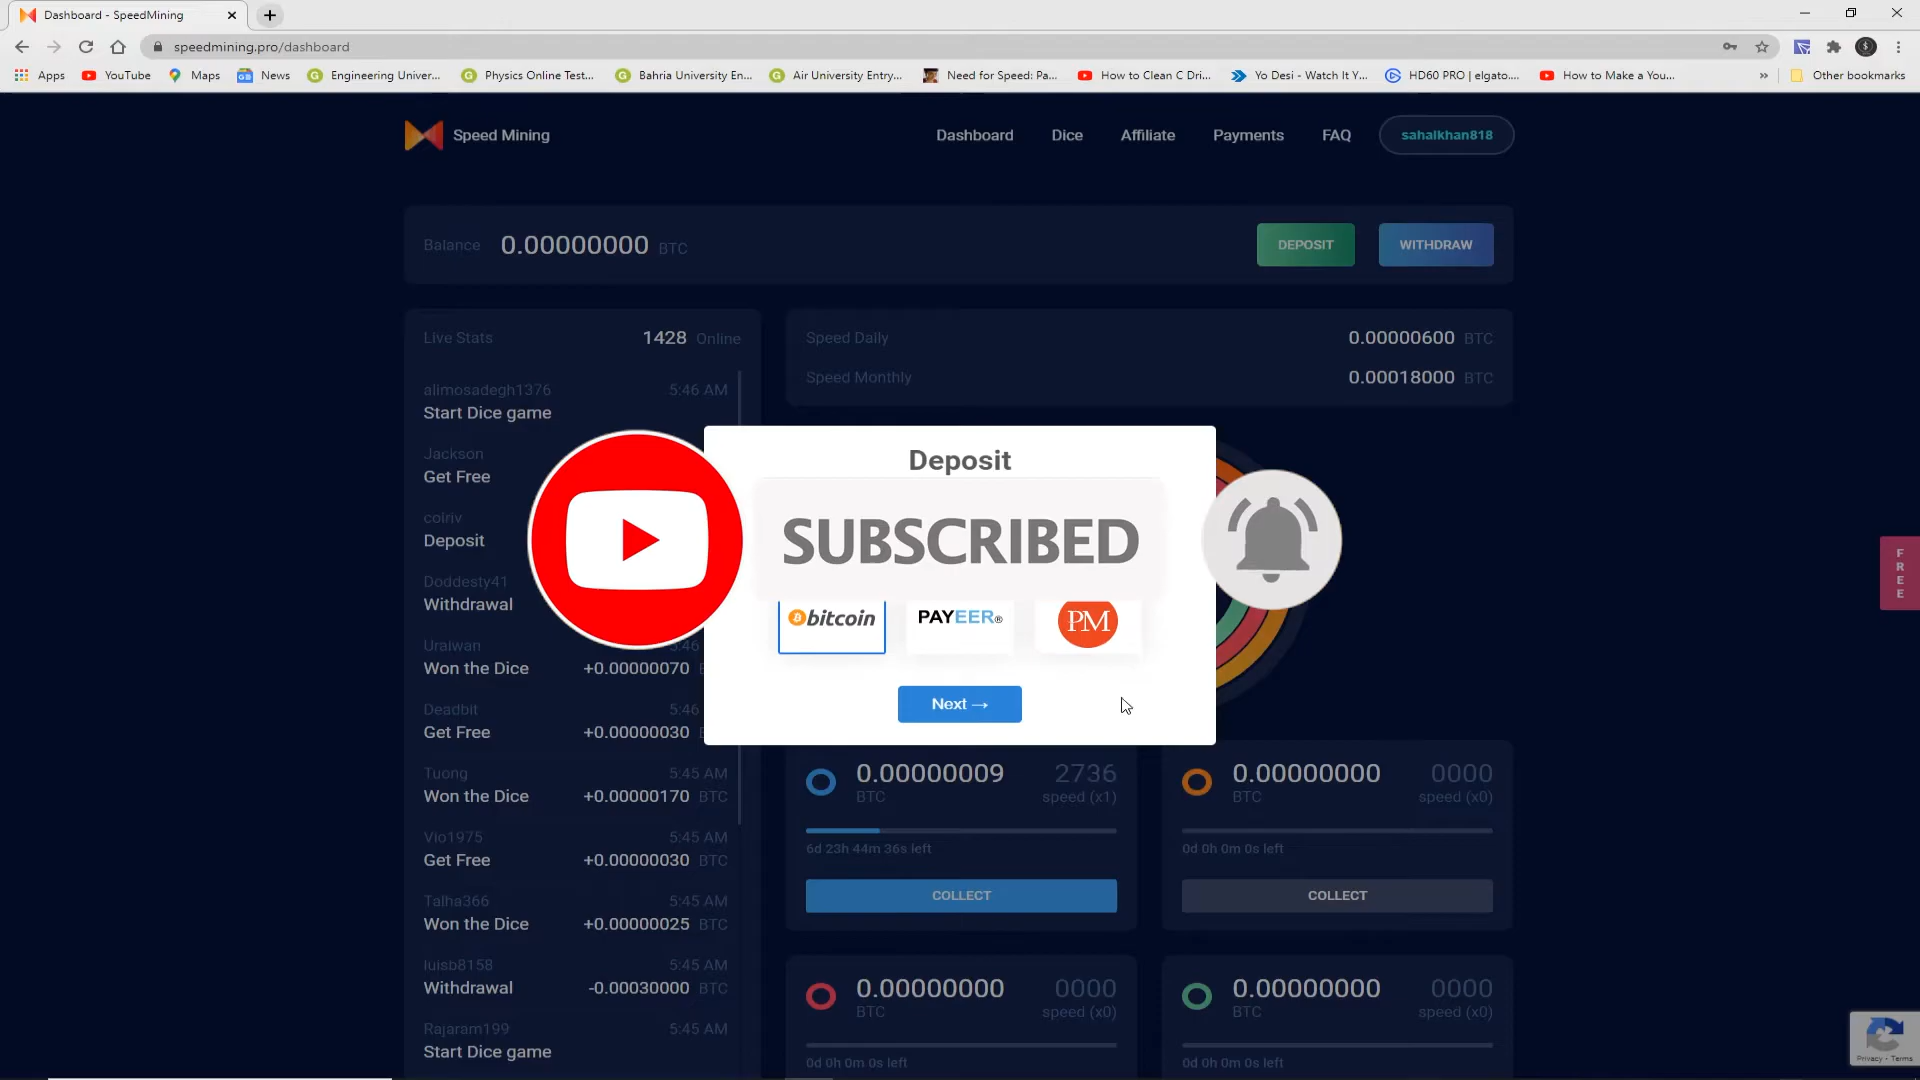 Dashboard - SpeedMining
speedmining.pro/dashboard
Apps YouTube Maps News Engineering Univer... Physics Online Test... Bahria University En... Air University Entry... Need for Speed: Pa... How to Clean C Dri... Yo Desi - Watch It Y... HD60 PRO | elgato.... How to Make a You... » Other bookmarks
Speed Mining Dashboard Dice Affiliate Payments FAQ sahalkhan818
Balance 0.00000000 BTC DEPOSIT WITHDRAW
Live Stats 1428 Online
alimosadegh1376 5:46 AM
Start Dice game
Jackson
Get Free
colriv
Deposit
Doddesty41
Withdrawal
Uraiwan 5:46
Won the Dice +0.00000070
Deadbit 5:46
Get Free +0.00000030
Tuong 5:45 AM
Won the Dice +0.00000170 BTC
Vio1975 5:45 AM
Get Free +0.00000030 BTC
Talha366 5:45 AM
Won the Dice +0.00000025 BTC
luisb8158 5:45 AM
Withdrawal -0.00030000 BTC
Rajaram199 5:45 AM
Start Dice game
Speed Daily 0.00000600 BTC
Speed Monthly 0.00018000 BTC
Deposit
SUBSCRIBED
bitcoin PAYEER® PM
Next →
0.00000009 2736
BTC speed (x1)
6d 23h 44m 36s left
COLLECT
0.00000000 0000
BTC speed (x0)
0d 0h 0m 0s left
COLLECT
0.00000000 0000
BTC speed (x0)
0d 0h 0m 0s left
0.00000000 0000
BTC speed (x0)
0d 0h 0m 0s left
FREE
Privacy - Terms